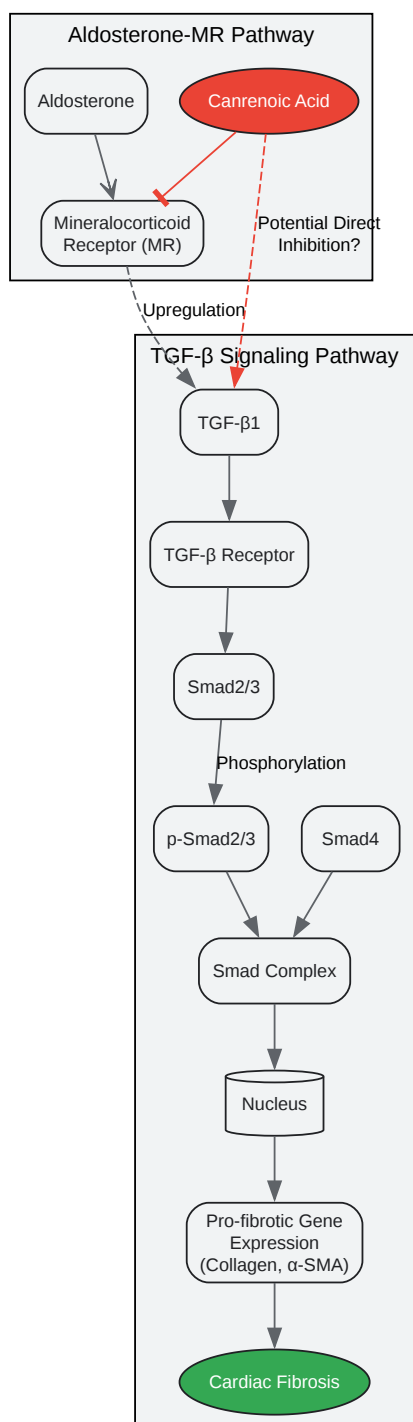 Aldosterone-MR Pathway
Aldosterone
Canrenoic Acid
Mineralocorticoid
Receptor (MR)
Potential Direct
Inhibition?
Upregulation
TGF-β Signaling Pathway
TGF-β1
TGF-β Receptor
Smad2/3
Phosphorylation
p-Smad2/3
Smad4
Smad Complex
Nucleus
Pro-fibrotic Gene
Expression
(Collagen, α-SMA)
Cardiac Fibrosis